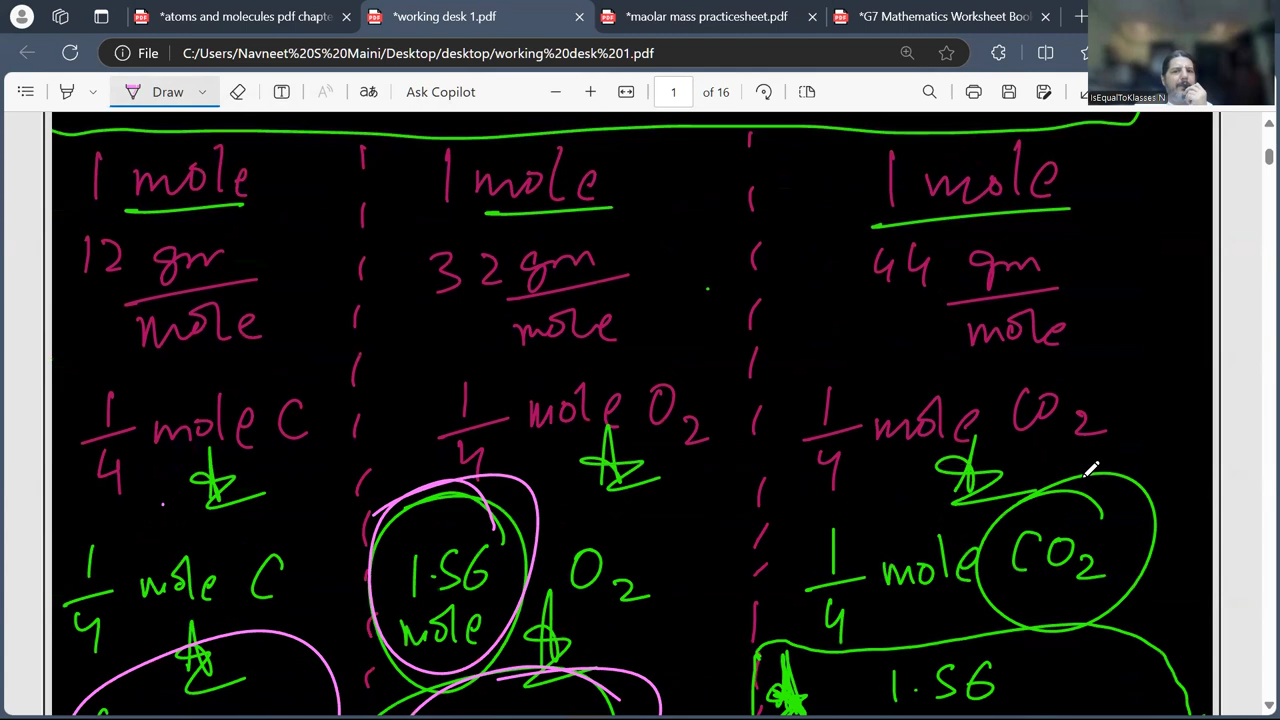 *atoms and molecules pdf chapte
*working desk 1.pdf
*maolar mass practicesheet.pdf
*G7 Mathematics Worksheet Boo
File
C:/Users/Navneet%20S%20Maini/Desktop/desktop/working%20desk%201.pdf
Draw
Ask Copilot
1 of 16
IsEqualToKlasses N
1 mole
1 mole
1 mole
12 gm/mole
32 gm/mole
44 gm/mole
1/4 mole C
1/4 mole O2
1/4 mole CO2
1/4 mole C
1.56 mole O2
1/4 mole CO2
1.56